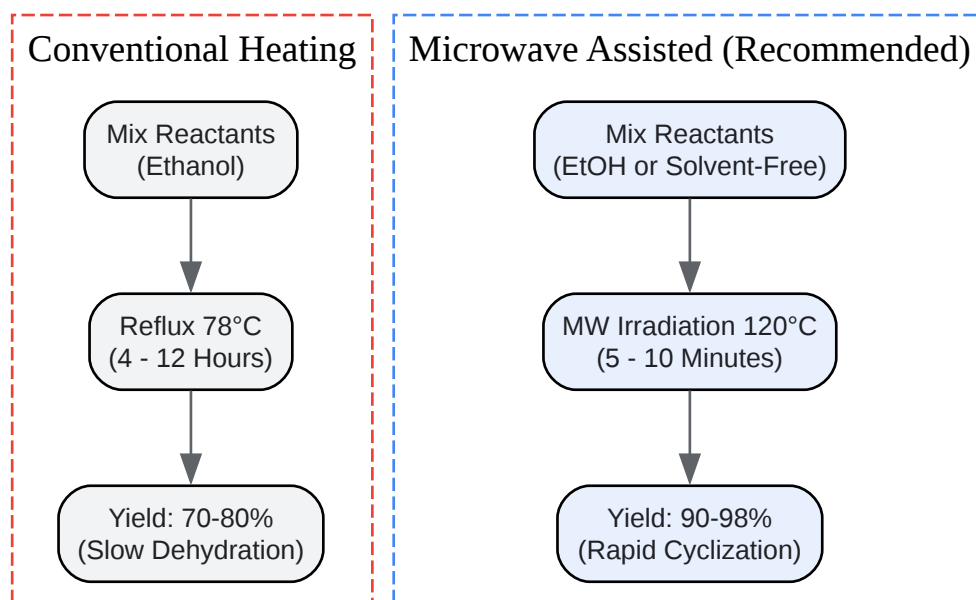 Conventional Heating
Mix Reactants
(Ethanol)
Reflux 78°C
(4 - 12 Hours)
Yield: 70-80%
(Slow Dehydration)
Microwave Assisted (Recommended)
Mix Reactants
(EtOH or Solvent-Free)
MW Irradiation 120°C
(5 - 10 Minutes)
Yield: 90-98%
(Rapid Cyclization)